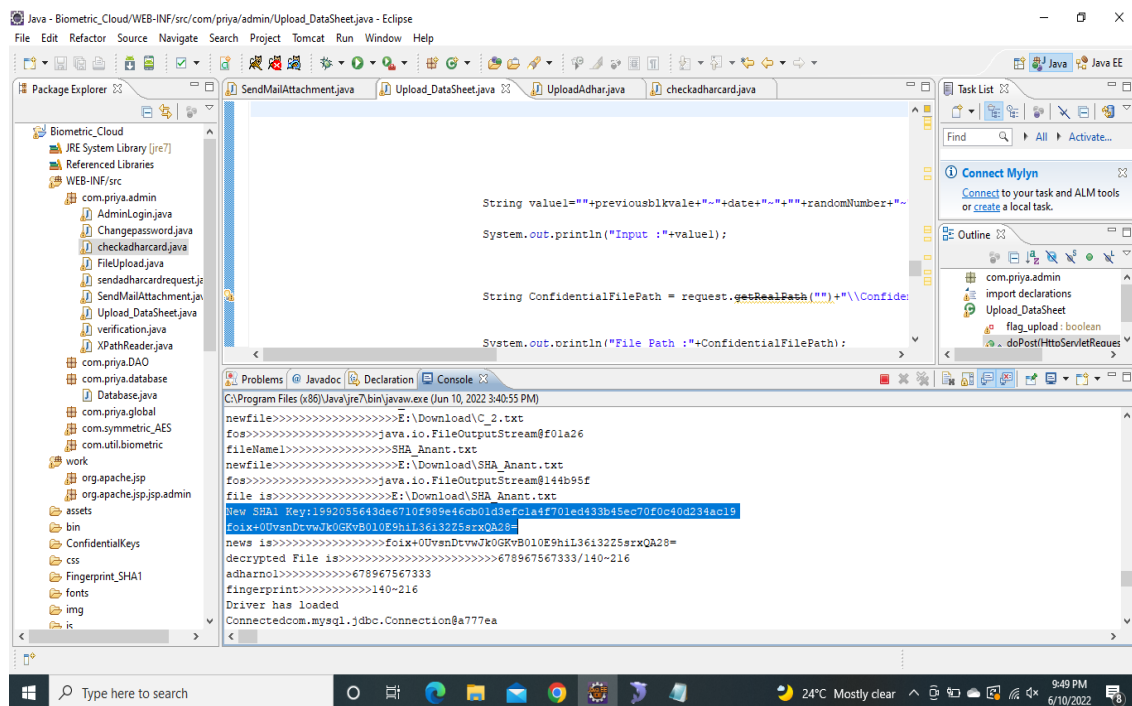 Java - Biometric_Cloud/WEB-INF/src/com/priya/admin/Upload_DataSheet.java - Eclipse
File Edit Refactor Source Navigate Search Project Tomcat Run Window Help
Java Java EE
Package Explorer
SendMailAttachment.java Upload_DataSheet.java UploadAdhar.java checkadharcard.java
Task List
Biometric_Cloud
JRE System Library [jre7]
Referenced Libraries
WEB-INF/src
com.priya.admin
AdminLogin.java
Changepassword.java
checkadharcard.java
FileUpload.java
sendadharcardrequest.ja
SendMailAttachment.jav
Upload_DataSheet.java
verification.java
XPathReader.java
com.priya.DAO
com.priya.database
Database.java
com.priya.global
com.symmetric_AES
com.util.biometric
work
org.apache.jsp
org.apache.jsp.jsp.admin
assets
bin
ConfidentialKeys
css
Fingerprint_SHA1
fonts
img
js
String value1=""+previousblkvale+"~"+date+"~"+""+randomNumber+"~
System.out.println("Input :"+value1);
String ConfidentialFilePath = request.getRealPath("")+"\\Confide
System.out.println("File Path :"+ConfidentialFilePath);
Find All Activate...
Connect Mylyn
Connect to your task and ALM tools
or create a local task.
Outline
com.priya.admin
import declarations
Upload_DataSheet
flag_upload : boolean
doPost(HttpServletReques
Problems Javadoc Declaration Console
C:\Program Files (x86)\Java\jre7\bin\javaw.exe (Jun 10, 2022 3:40:55 PM)
newfile>>>>>>>>>>>>>>>>>>>E:\Download\C_2.txt
fos>>>>>>>>>>>>>>>>>>>>java.io.FileOutputStream@f01a26
fileName1>>>>>>>>>>>>>>>>SHA_Anant.txt
newfile>>>>>>>>>>>>>>>>>>>E:\Download\SHA_Anant.txt
fos>>>>>>>>>>>>>>>>>>>>java.io.FileOutputStream@144b95f
file is>>>>>>>>>>>>>>>>>>E:\Download\SHA_Anant.txt
New SHA1 Key:1992055643de6710f989e46cb01d3efc1a4f701ed433b45ec70f0c40d234ac19
foix+0UvsnDtvwJk0GKvB010E9hiL36i32Z5srxQA28=
news is>>>>>>>>>>>>>>>>>foix+0UvsnDtvwJk0GKvB010E9hiL36i32Z5srxQA28=
decrypted File is>>>>>>>>>>>>>>>>>>>>>>>>678967567333/140~216
adharno1>>>>>>>>>>>678967567333
fingerprint>>>>>>>>>>>140~216
Driver has loaded
Connectedcom.mysql.jdbc.Connection@a777ea
Type here to search
24°C Mostly clear
9:49 PM
6/10/2022
8